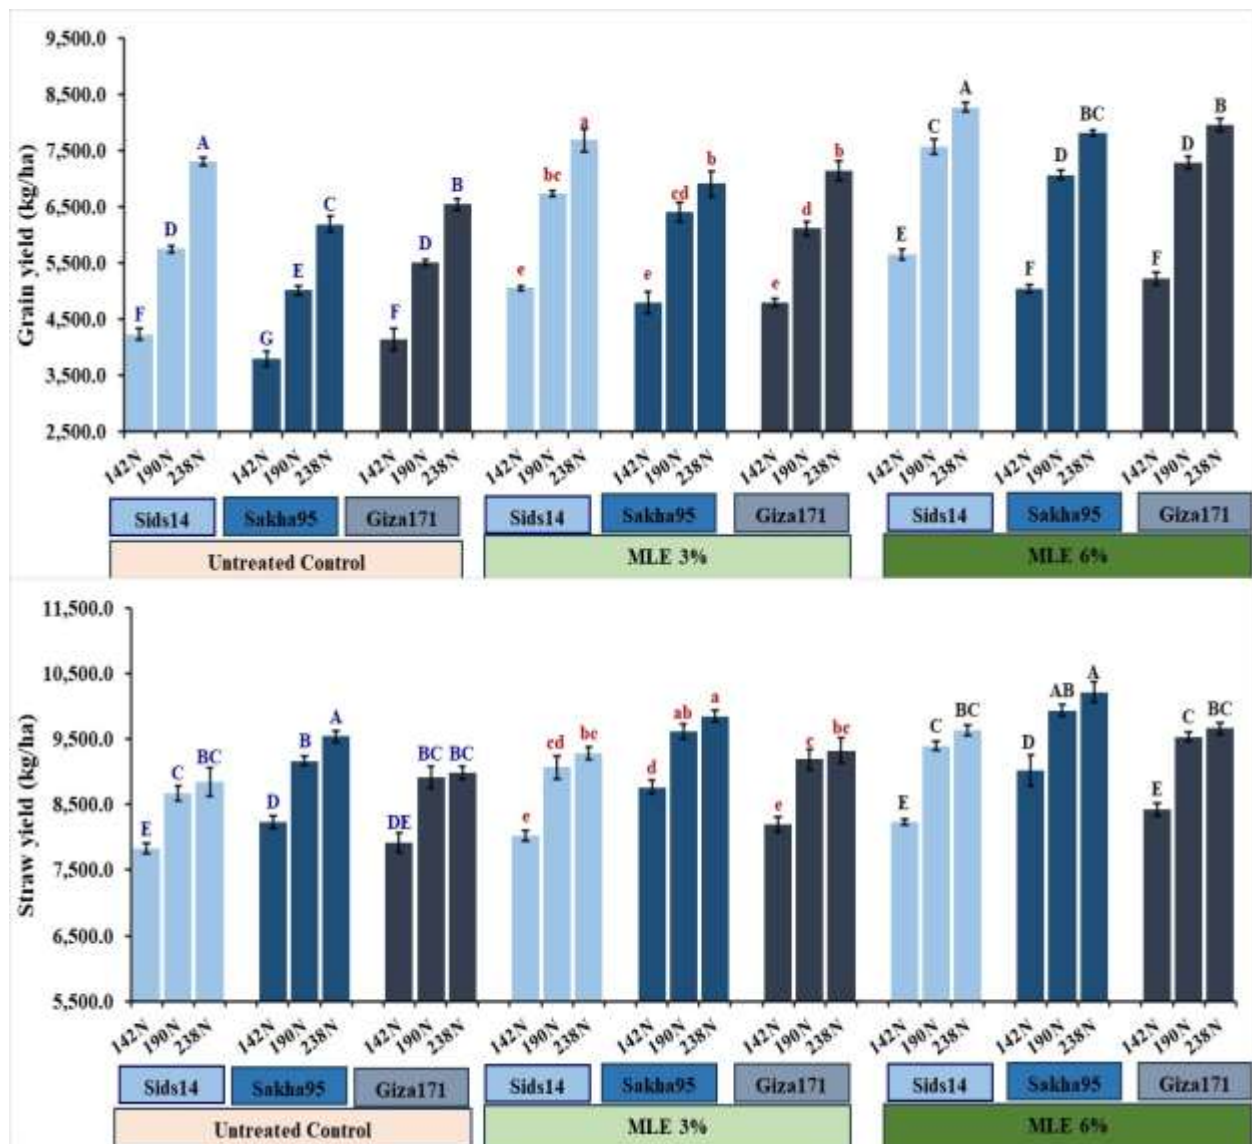 9,500.0
8,500.0
7,500.0
6,500.0
5,500.0
4,500.0
3,500.0
2,500.0
Grain yield (kg/ha)
F D A G E C F D B e bc a e cd b e d b E C A F D BC F D B
142N 190N 238N 142N 190N 238N 142N 190N 238N 142N 190N 238N 142N 190N 238N 142N 190N 238N 142N 190N 238N 142N 190N 238N 142N 190N 238N
Sids14 Sakha95 Giza171 Sids14 Sakha95 Giza171 Sids14 Sakha95 Giza171
Untreated Control MLE 3% MLE 6%
11,500.0
10,500.0
9,500.0
8,500.0
7,500.0
6,500.0
5,500.0
Straw yield (kg/ha)
E C BC D B A DE BC BC e cd bc d ab a e c bc E C BC D AB A E C BC
142N 190N 238N 142N 190N 238N 142N 190N 238N 142N 190N 238N 142N 190N 238N 142N 190N 238N 142N 190N 238N 142N 190N 238N 142N 190N 238N
Sids14 Sakha95 Giza171 Sids14 Sakha95 Giza171 Sids14 Sakha95 Giza171
Untreated Control MLE 3% MLE 6%